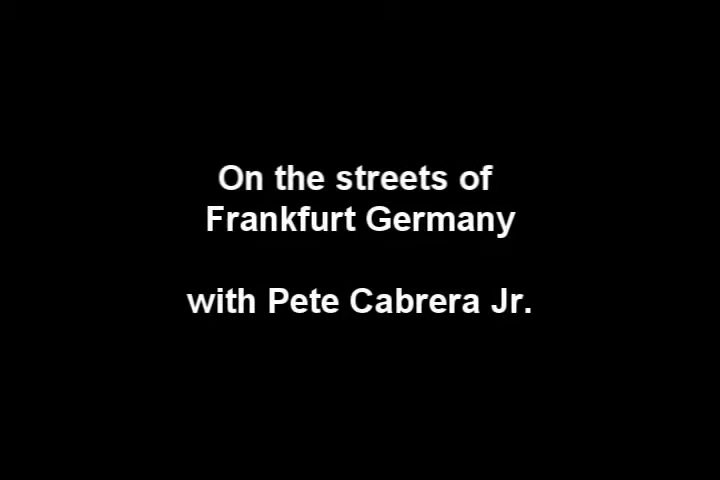 On the streets of
Frankfurt Germany
with Pete Cabrera Jr.